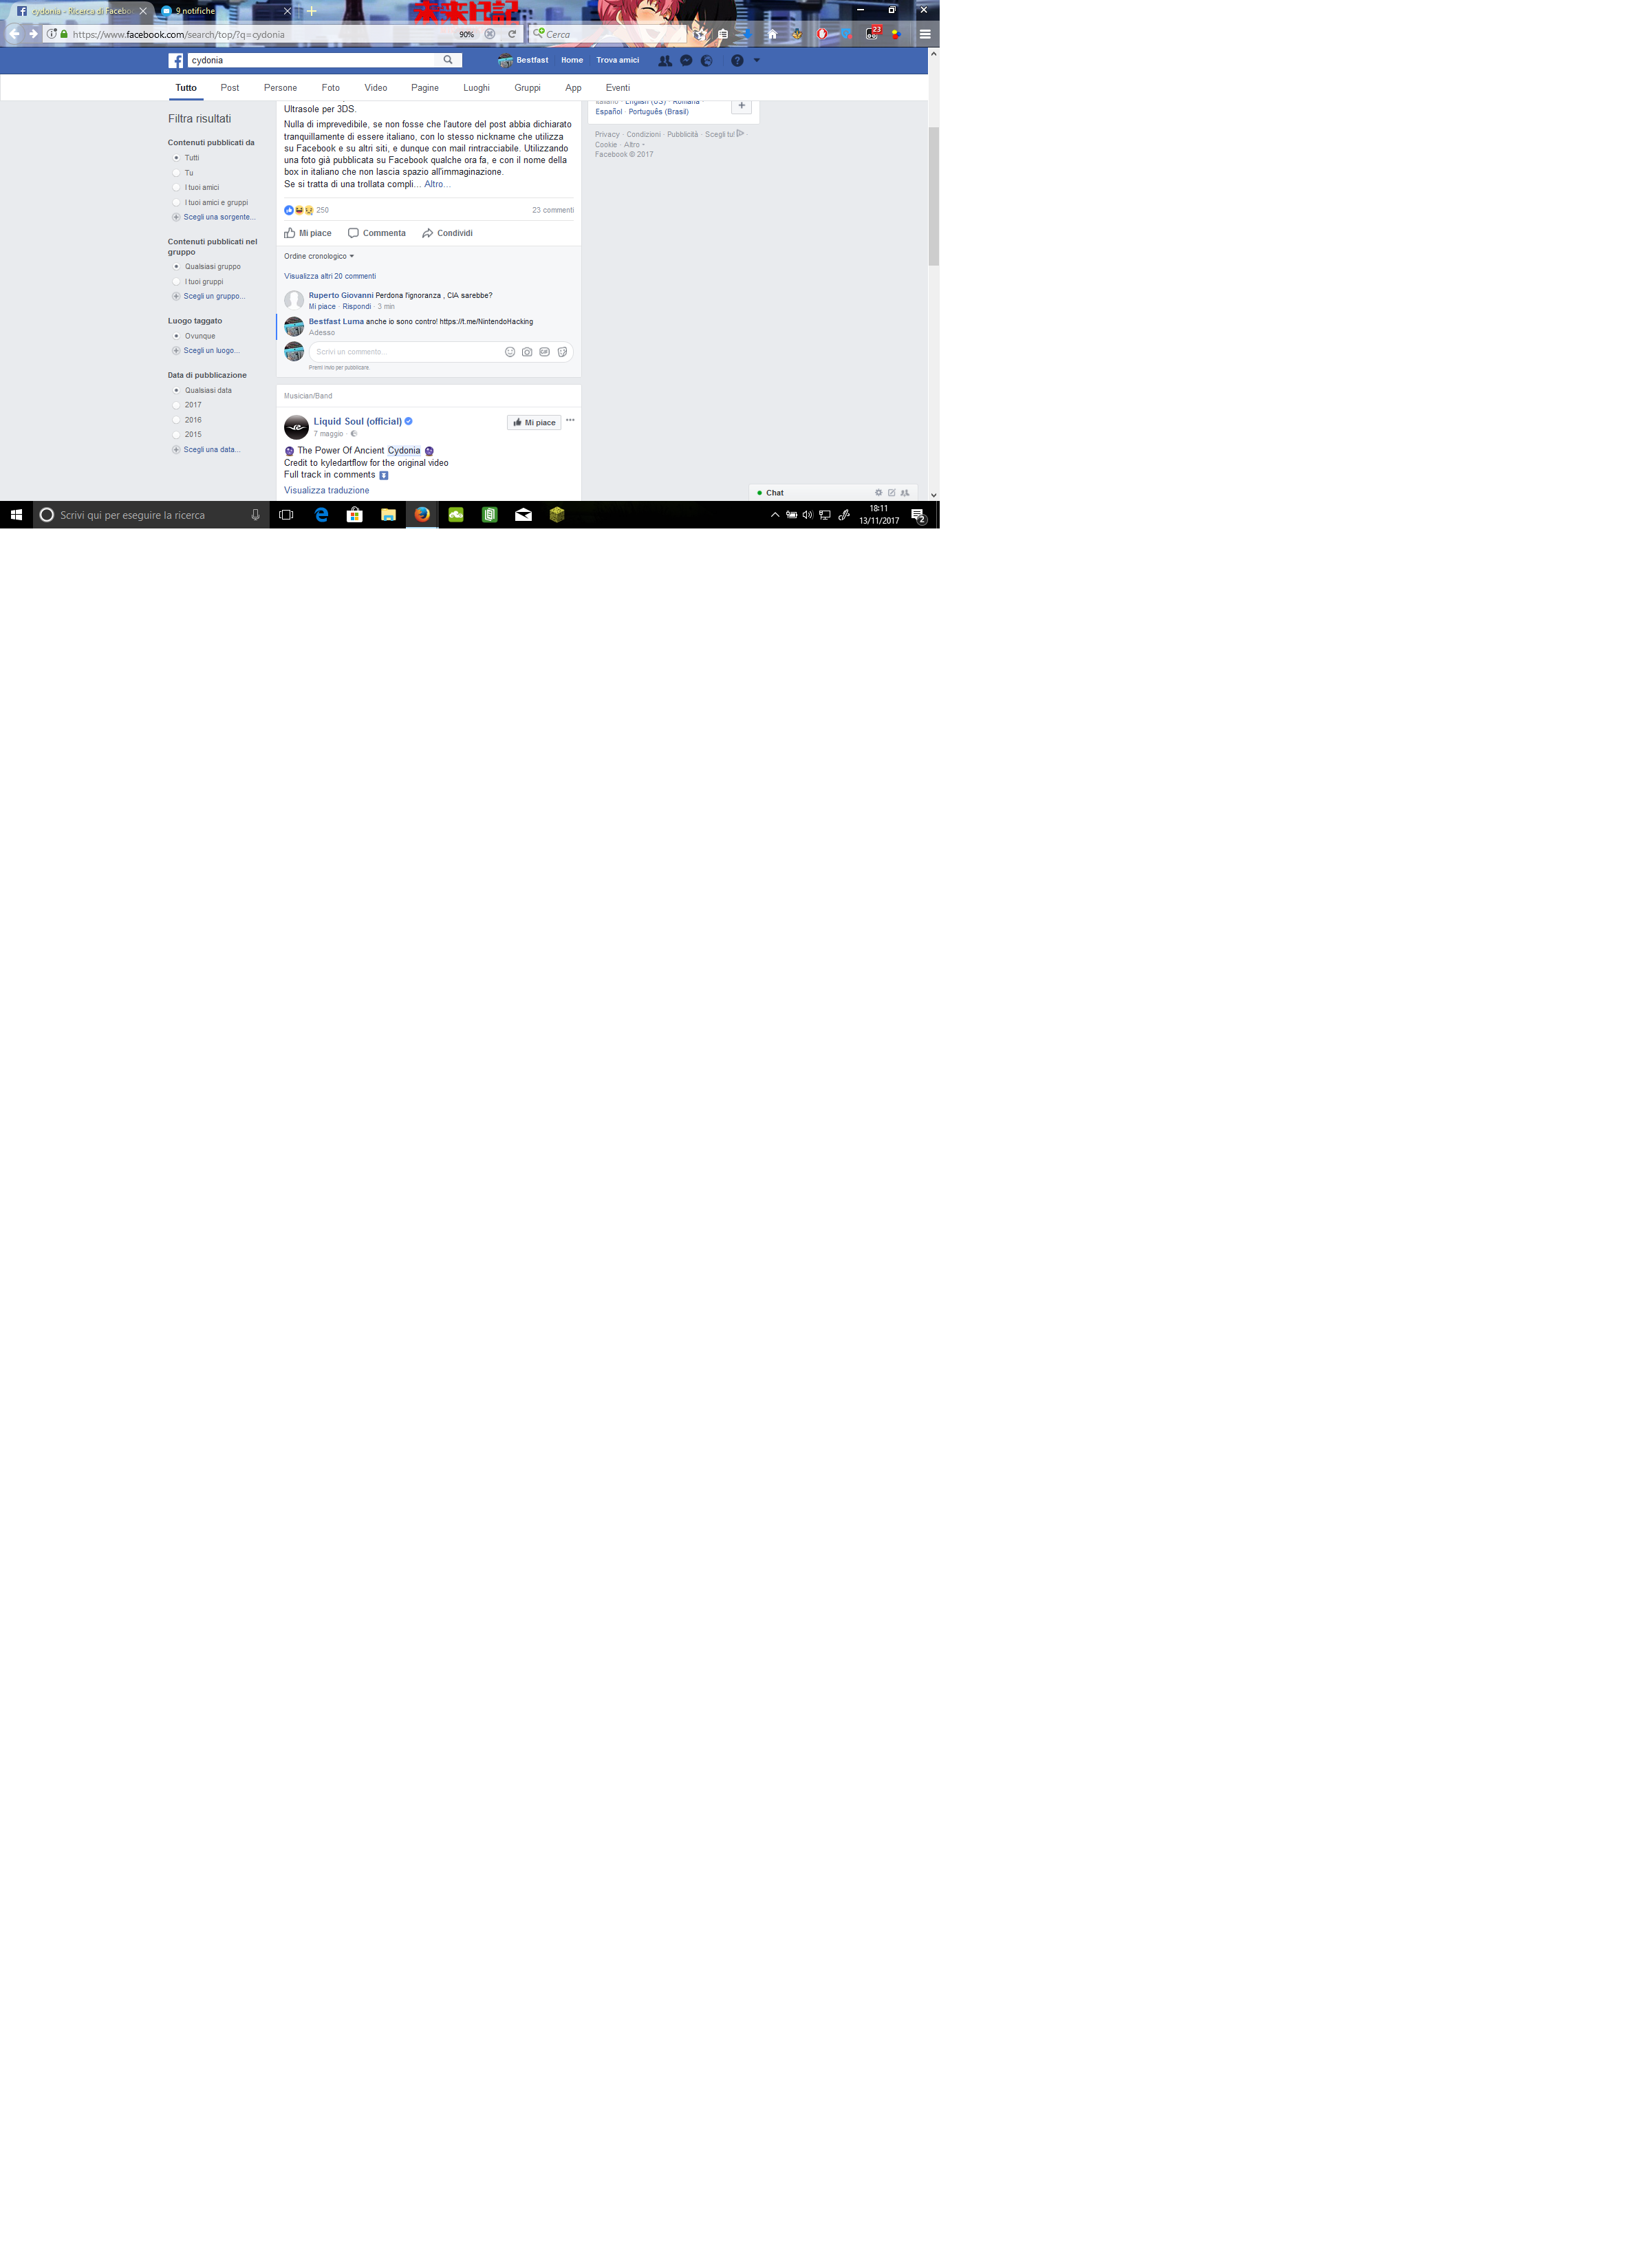 未来日記
cydonia - Ricerca di Facebo
9 notifiche
https://www.facebook.com/search/top/?q=cydonia
90%
Cerca
23
cydonia
Bestfast
Home
Trova amici
Tutto
Post
Persone
Foto
Video
Pagine
Luoghi
Gruppi
App
Eventi
Filtra risultati
Contenuti pubblicati da
Tutti
Tu
I tuoi amici
I tuoi amici e gruppi
Scegli una sorgente...
Contenuti pubblicati nel
gruppo
Qualsiasi gruppo
I tuoi gruppi
Scegli un gruppo...
Luogo taggato
Ovunque
Scegli un luogo...
Data di pubblicazione
Qualsiasi data
2017
2016
2015
Scegli una data...
Ultrasole per 3DS.
Nulla di imprevedibile, se non fosse che l'autore del post abbia dichiarato
tranquillamente di essere italiano, con lo stesso nickname che utilizza
su Facebook e su altri siti, e dunque con mail rintracciabile. Utilizzando
una foto già pubblicata su Facebook qualche ora fa, e con il nome della
box in italiano che non lascia spazio all'immaginazione.
Se si tratta di una trollata compli... Altro...
250
23 commenti
Mi piace
Commenta
Condividi
Ordine cronologico
Visualizza altri 20 commenti
Ruperto Giovanni Perdona l'ignoranza , CIA sarebbe?
Mi piace · Rispondi · 3 min
Bestfast Luma anche io sono contro! https://t.me/NintendoHacking
Adesso
Scrivi un commento...
GIF
Premi Invio per pubblicare
Musician/Band
Liquid Soul (official)
Mi piace
7 maggio ·
The Power Of Ancient Cydonia
Credit to kyledartflow for the original video
Full track in comments
Visualizza traduzione
Italiano · English (US) · Română ·
Español · Português (Brasil)
Privacy · Condizioni · Pubblicità · Scegli tu! ·
Cookie · Altro
Facebook © 2017
Chat
Scrivi qui per eseguire la ricerca
18:11
13/11/2017
2